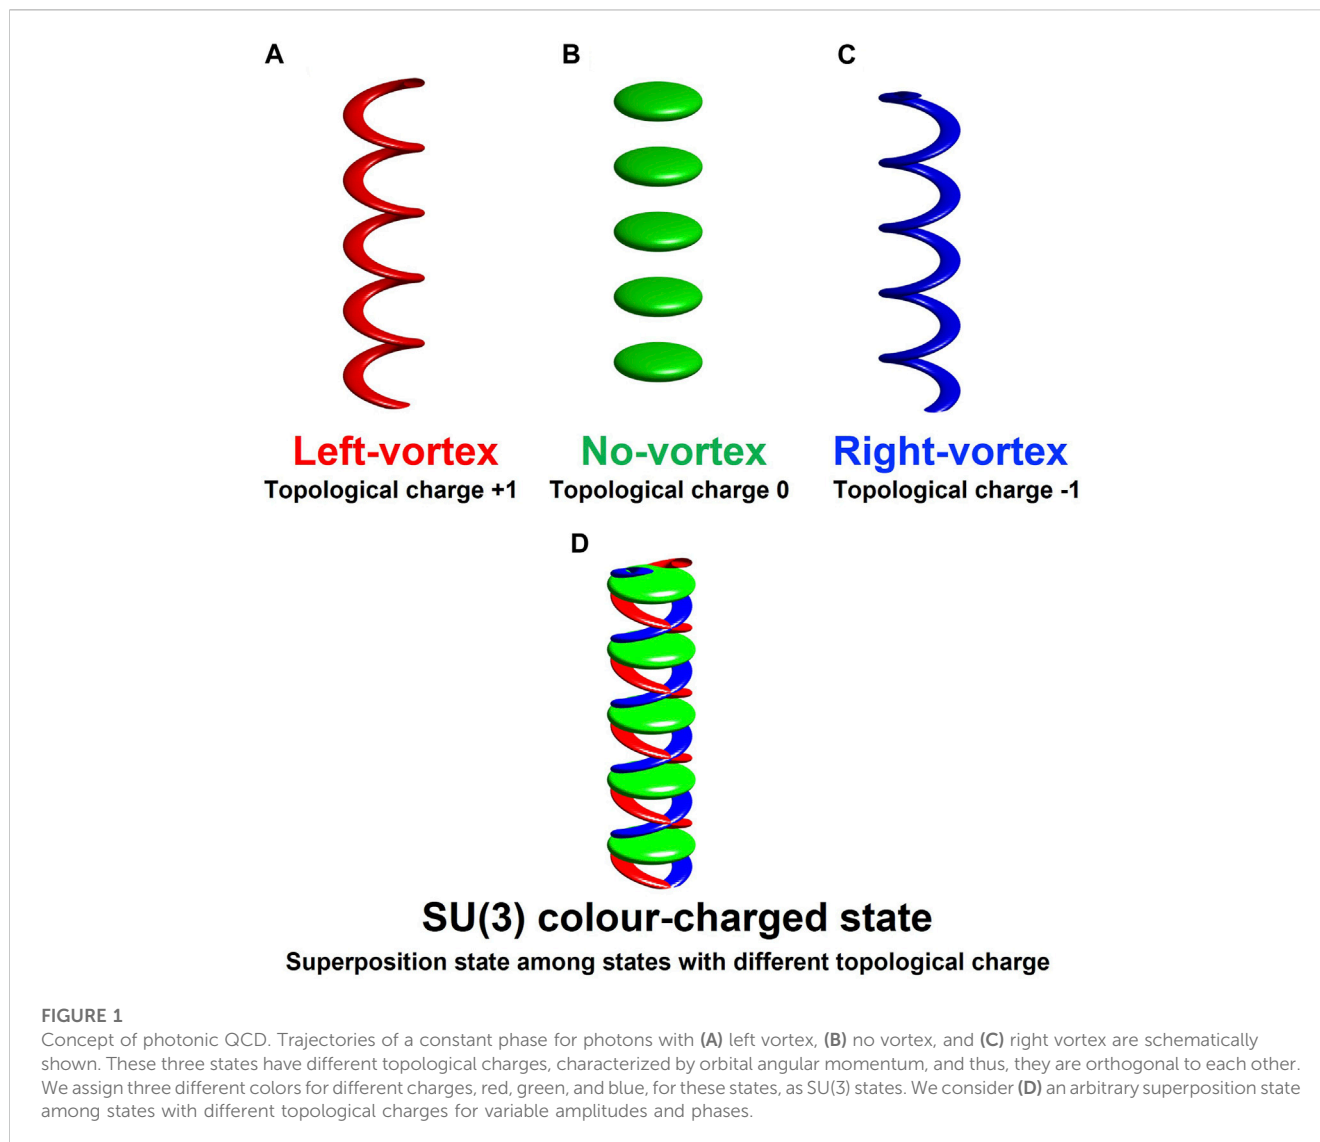 A
B
C
Left-vortex
No-vortex
Right-vortex
Topological charge +1
Topological charge 0
Topological charge -1
D
SU(3) colour-charged state
Superposition state among states with different topological charge
FIGURE 1
Concept of photonic QCD. Trajectories of a constant phase for photons with (A) left vortex, (B) no vortex, and (C) right vortex are schematically
shown. These three states have different topological charges, characterized by orbital angular momentum, and thus, they are orthogonal to each other.
We assign three different colors for different charges, red, green, and blue, for these states, as SU(3) states. We consider (D) an arbitrary superposition state
among states with different topological charges for variable amplitudes and phases.